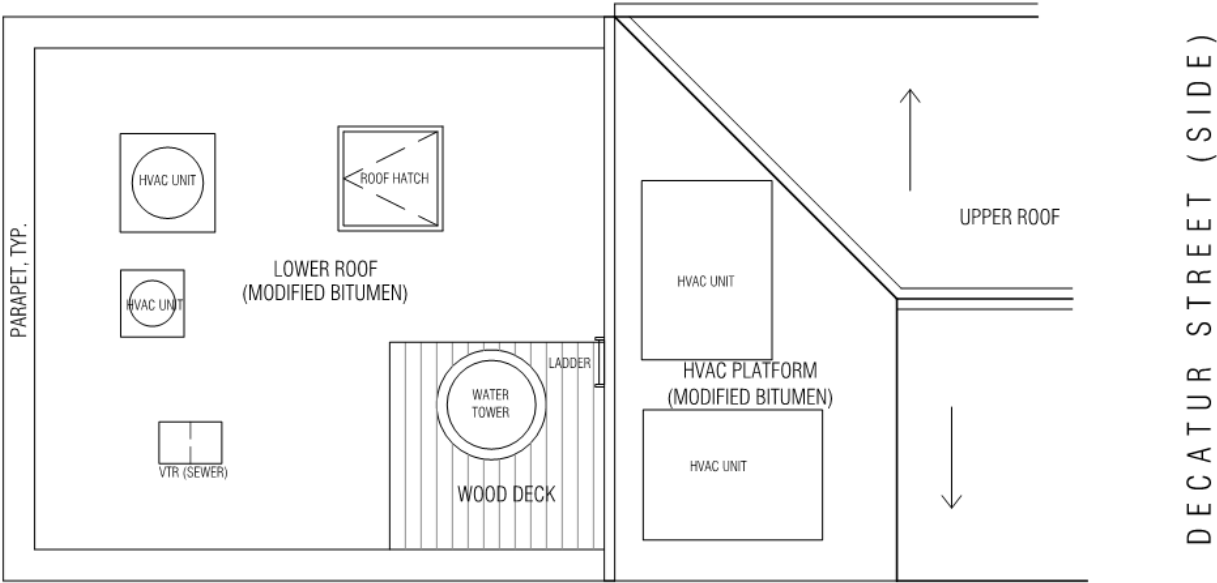 PARAPET, TYP.
HVAC UNIT
ROOF HATCH
LOWER ROOF
(MODIFIED BITUMEN)
HVAC UNIT
LADDER
WATER
TOWER
VTR (SEWER)
WOOD DECK
HVAC UNIT
HVAC PLATFORM
(MODIFIED BITUMEN)
HVAC UNIT
UPPER ROOF
DECATUR STREET (SIDE)